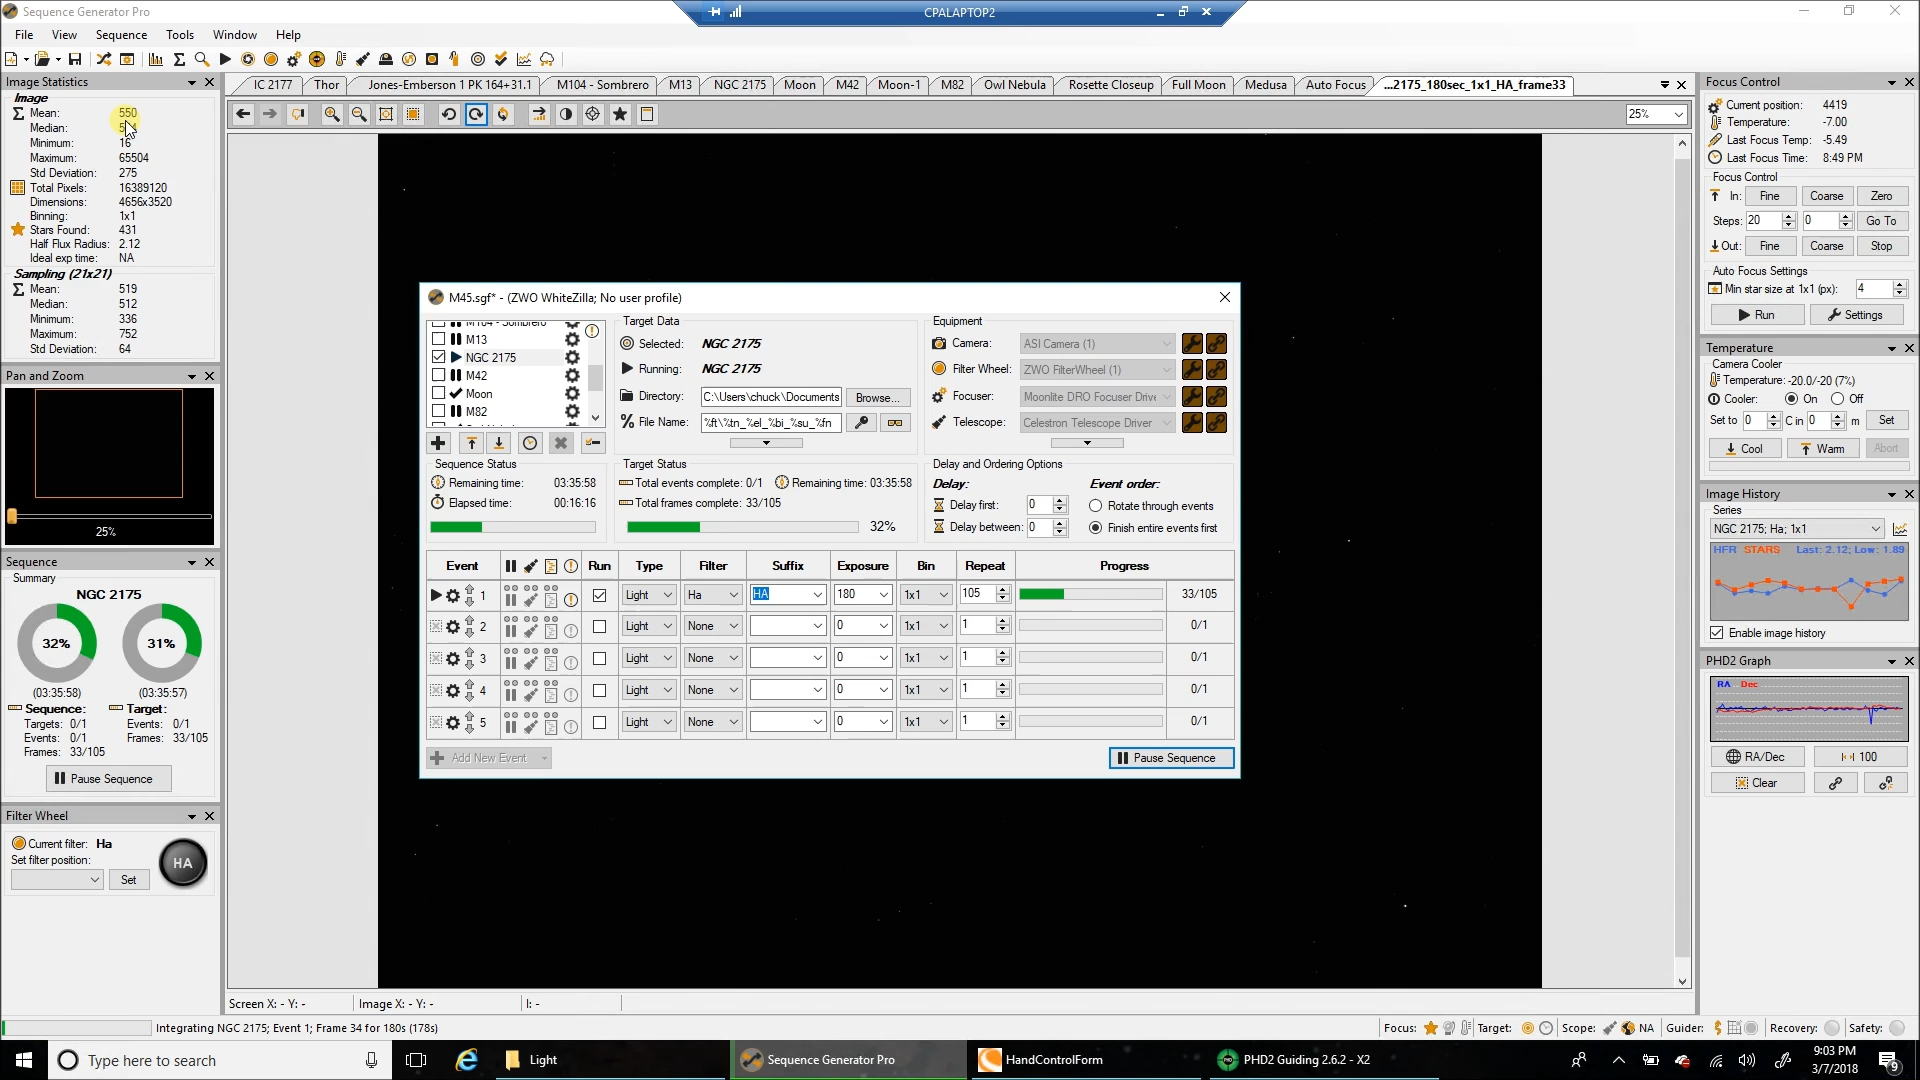 Sequence Generator Pro
CPALAPTOP2
File View Sequence Tools Window Help
Image Statistics
Image
Mean: 550
Median:
Minimum: 16
Maximum: 65504
Std Deviation: 275
Total Pixels: 16389120
Dimensions: 4656x3520
Binning: 1x1
Stars Found: 431
Half Flux Radius: 2.12
Ideal exp time: NA
Sampling (21x21)
Mean: 519
Median: 512
Minimum: 336
Maximum: 752
Std Deviation: 64
Pan and Zoom
25%
Sequence
Summary
NGC 2175
32% 31%
(03:35:58) (03:35:57)
Sequence: Target:
Targets: 0/1 Events: 0/1
Events: 0/1 Frames: 33/105
Frames: 33/105
Pause Sequence
Filter Wheel
Current filter: Ha
Set filter position:
Set
HA
IC 2177 Thor Jones-Emberson 1 PK 164+31.1 M104 - Sombrero M13 NGC 2175 Moon M42 Moon-1 M82 Owl Nebula Rosette Closeup Full Moon Medusa Auto Focus ...2175_180sec_1x1_HA_frame33
25%
M45.sgf* - (ZWO WhiteZilla; No user profile)
M104 - Sombrero
M13
NGC 2175
M42
Moon
M82
Target Data
Selected: NGC 2175
Running: NGC 2175
Directory: C:\Users\chuck\Documents Browse...
File Name: %ft\%tn_%el_%bi_%su_%fn
Equipment
Camera: ASI Camera (1)
Filter Wheel: ZWO FilterWheel (1)
Focuser: Moonlite DRO Focuser Drive
Telescope: Celestron Telescope Driver
Sequence Status
Remaining time: 03:35:58
Elapsed time: 00:16:16
Target Status
Total events complete: 0/1 Remaining time: 03:35:58
Total frames complete: 33/105
32%
Delay and Ordering Options
Delay: Event order:
Delay first: 0 Rotate through events
Delay between: 0 Finish entire events first
Event Run Type Filter Suffix Exposure Bin Repeat Progress
1 Light Ha HA 180 1x1 105 33/105
2 Light None 0 1x1 1 0/1
3 Light None 0 1x1 1 0/1
4 Light None 0 1x1 1 0/1
5 Light None 0 1x1 1 0/1
Add New Event Pause Sequence
Focus Control
Current position: 4419
Temperature: -7.00
Last Focus Temp: -5.49
Last Focus Time: 8:49 PM
Focus Control
In: Fine Coarse Zero
Steps: 20 0 Go To
Out: Fine Coarse Stop
Auto Focus Settings
Min star size at 1x1 (px): 4
Run Settings
Temperature
Camera Cooler
Temperature: -20.0/-20 (7%)
Cooler: On Off
Set to 0 C in 0 m Set
Cool Warm Abort
Image History
Series
NGC 2175; Ha; 1x1
HFR STARS Last: 2.12; Low: 1.89
Enable image history
PHD2 Graph
RA Dec
RA/Dec 100
Clear
Screen X: - Y: - Image X: - Y: - I: -
Integrating NGC 2175; Event 1; Frame 34 for 180s (178s)
Focus: Target: Scope: NA Guider: Recovery: Safety:
Type here to search
Light
Sequence Generator Pro
HandControlForm
PHD2 Guiding 2.6.2 - X2
9:03 PM
3/7/2018
9